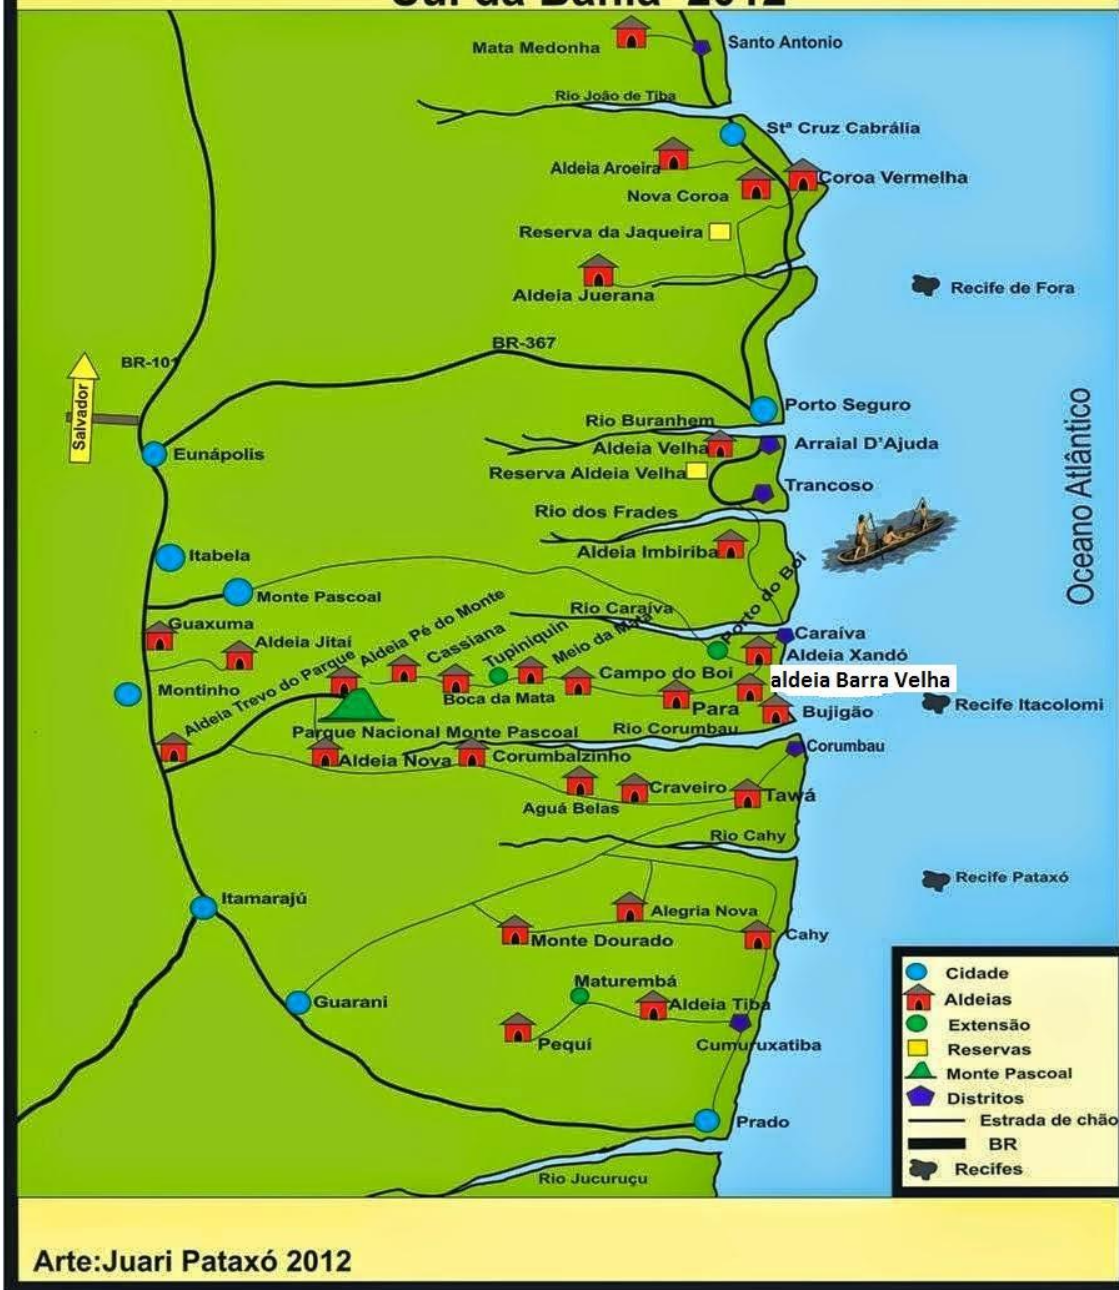 Sul da Bahia 2012
Mata Medonha
Santo Antonio
Rio João de Tiba
Stª Cruz Cabrália
Aldeia Aroeira
Coroa Vermelha
Nova Coroa
Reserva da Jaqueira
Aldeia Juerana
Recife de Fora
BR-367
BR-101
Salvador
Porto Seguro
Rio Buranhem
Aldeia Velha
Arraial D'Ajuda
Eunápolis
Reserva Aldeia Velha
Trancoso
Oceano Atlântico
Rio dos Frades
Aldeia Imbiriba
Itabela
Porto do Boi
Monte Pascoal
Rio Caraíva
Guaxuma
Aldeia Jitaí
Aldeia Pé do Monte
Cassiana
Tupiniquin
Meio da Mata
Caraíva
Aldeia Xandó
Aldeia Trevo do Parque
Campo do Boi
aldeia Barra Velha
Montinho
Boca da Mata
Para
Bujigão
Recife Itacolomi
Parque Nacional Monte Pascoal
Rio Corumbau
Corumbau
Aldeia Nova
Corumbalzinho
Craveiro
Tawá
Aguá Belas
Rio Cahy
Recife Pataxó
Itamarajú
Alegria Nova
Monte Dourado
Cahy
Maturembá
Guarani
Aldeia Tiba
Pequí
Cumuruxatiba
Prado
Rio Jucuruçu
Cidade
Aldeias
Extensão
Reservas
Monte Pascoal
Distritos
Estrada de chão
BR
Recifes
Arte:Juari Pataxó 2012